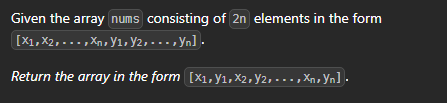 Given the array nums consisting of 2n elements in the form
[x₁,x₂,...,xₙ,y₁,y₂,...,yₙ].
Return the array in the form [x₁,y₁,x₂,y₂,...,xₙ,yₙ].